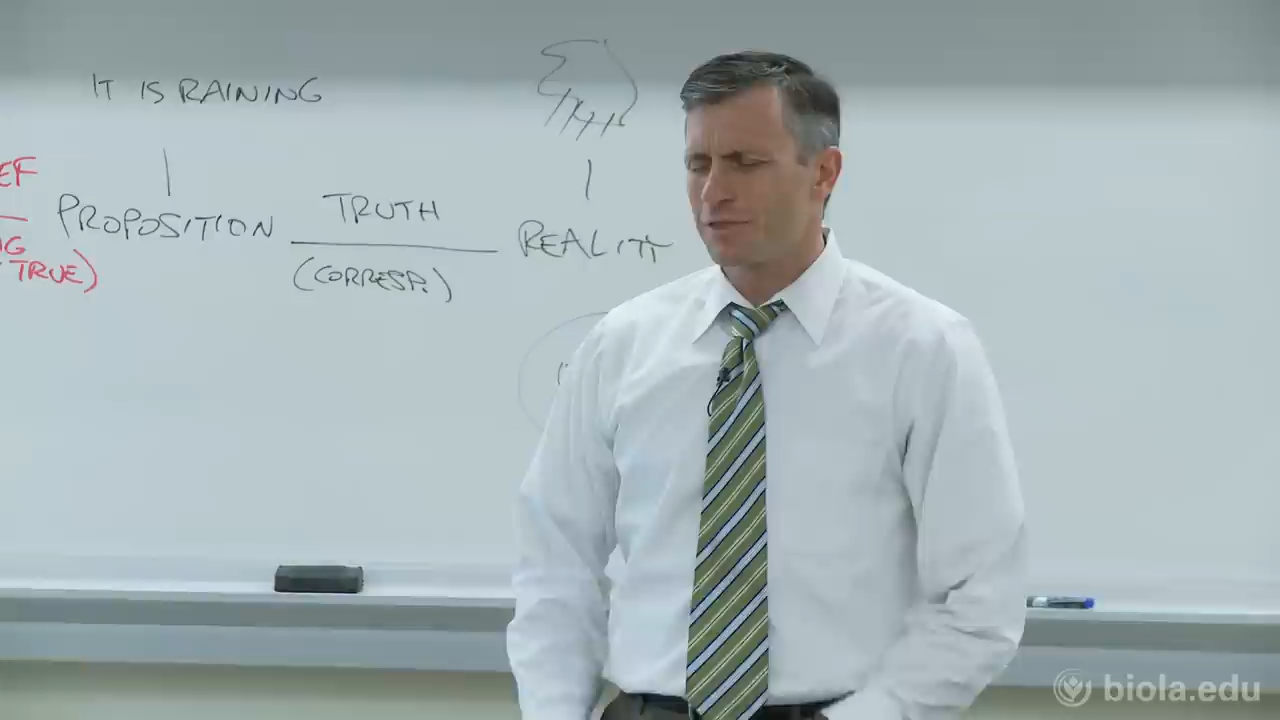 IT IS RAINING
EF
PROPOSITION
TRUTH
REALITY
(CORRESP.)
TRUE)
biola.edu